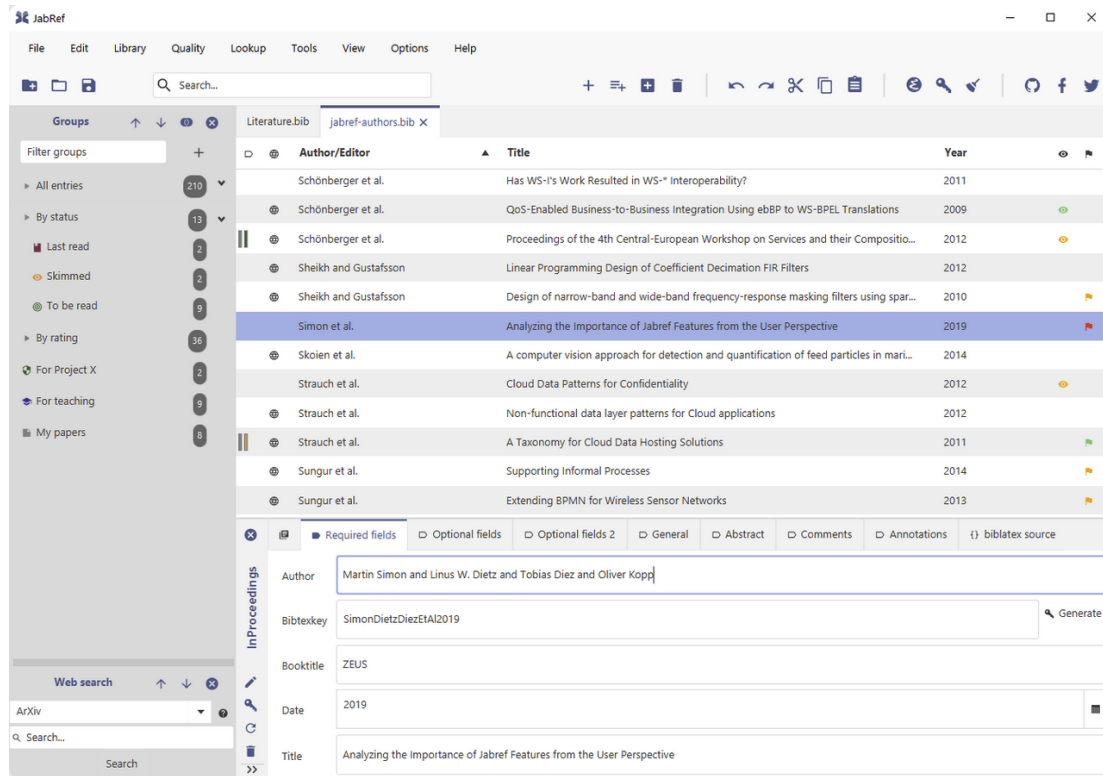 JabRef
File Edit Library Quality Lookup Tools View Options Help
Search...
Groups
Filter groups
All entries 210
By status 13
Last read 2
Skimmed 2
To be read 9
By rating 36
For Project X 2
For teaching 9
My papers 8
Web search
ArXiv
Search...
Search
Literature.bib jabref-authors.bib
Author/Editor Title Year
Schönberger et al. Has WS-I's Work Resulted in WS-* Interoperability? 2011
Schönberger et al. QoS-Enabled Business-to-Business Integration Using ebBP to WS-BPEL Translations 2009
Schönberger et al. Proceedings of the 4th Central-European Workshop on Services and their Compositio... 2012
Sheikh and Gustafsson Linear Programming Design of Coefficient Decimation FIR Filters 2012
Sheikh and Gustafsson Design of narrow-band and wide-band frequency-response masking filters using spar... 2010
Simon et al. Analyzing the Importance of Jabref Features from the User Perspective 2019
Skoien et al. A computer vision approach for detection and quantification of feed particles in mari... 2014
Strauch et al. Cloud Data Patterns for Confidentiality 2012
Strauch et al. Non-functional data layer patterns for Cloud applications 2012
Strauch et al. A Taxonomy for Cloud Data Hosting Solutions 2011
Sungur et al. Supporting Informal Processes 2014
Sungur et al. Extending BPMN for Wireless Sensor Networks 2013
Required fields Optional fields Optional fields 2 General Abstract Comments Annotations {} biblatex source
InProceedings
Author Martin Simon and Linus W. Dietz and Tobias Diez and Oliver Kopp
Bibtexkey SimonDietzDiezEtAl2019 Generate
Booktitle ZEUS
Date 2019
Title Analyzing the Importance of Jabref Features from the User Perspective